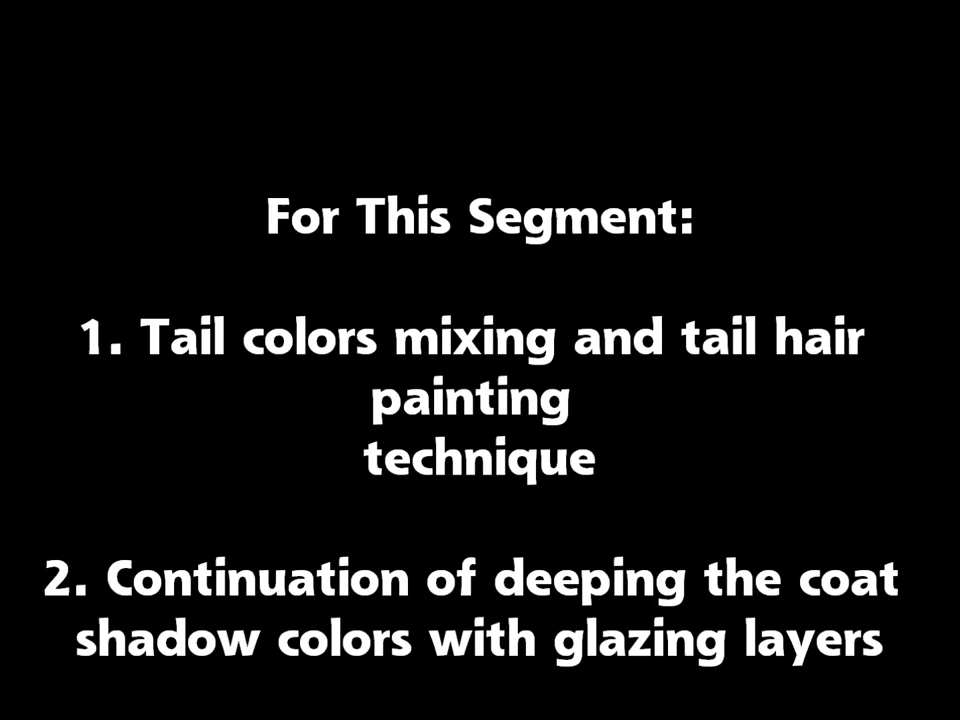 For This Segment:
1. Tail colors mixing and tail hair
painting
technique
2. Continuation of deeping the coat
shadow colors with glazing layers